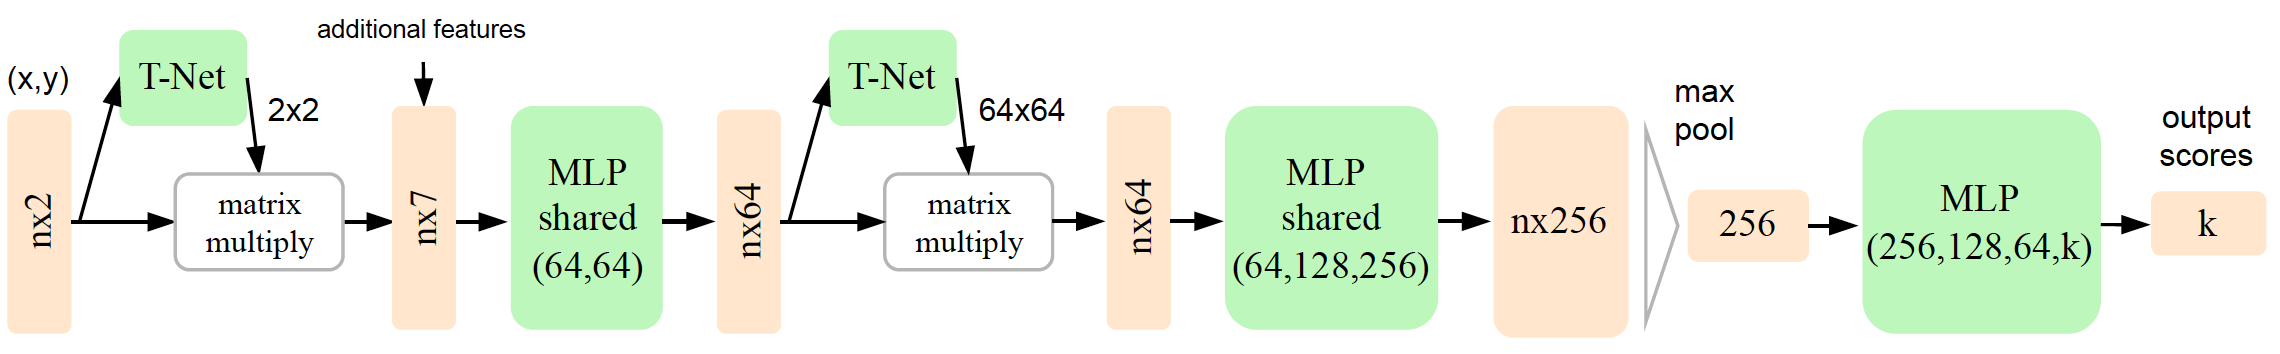 (x,y)
nx2
T-Net
2x2
matrix
multiply
additional features
nx7
MLP
shared
(64,64)
nx64
T-Net
64x64
matrix
multiply
nx64
MLP
shared
(64,128,256)
nx256
max
pool
256
MLP
(256,128,64,k)
output
scores
k